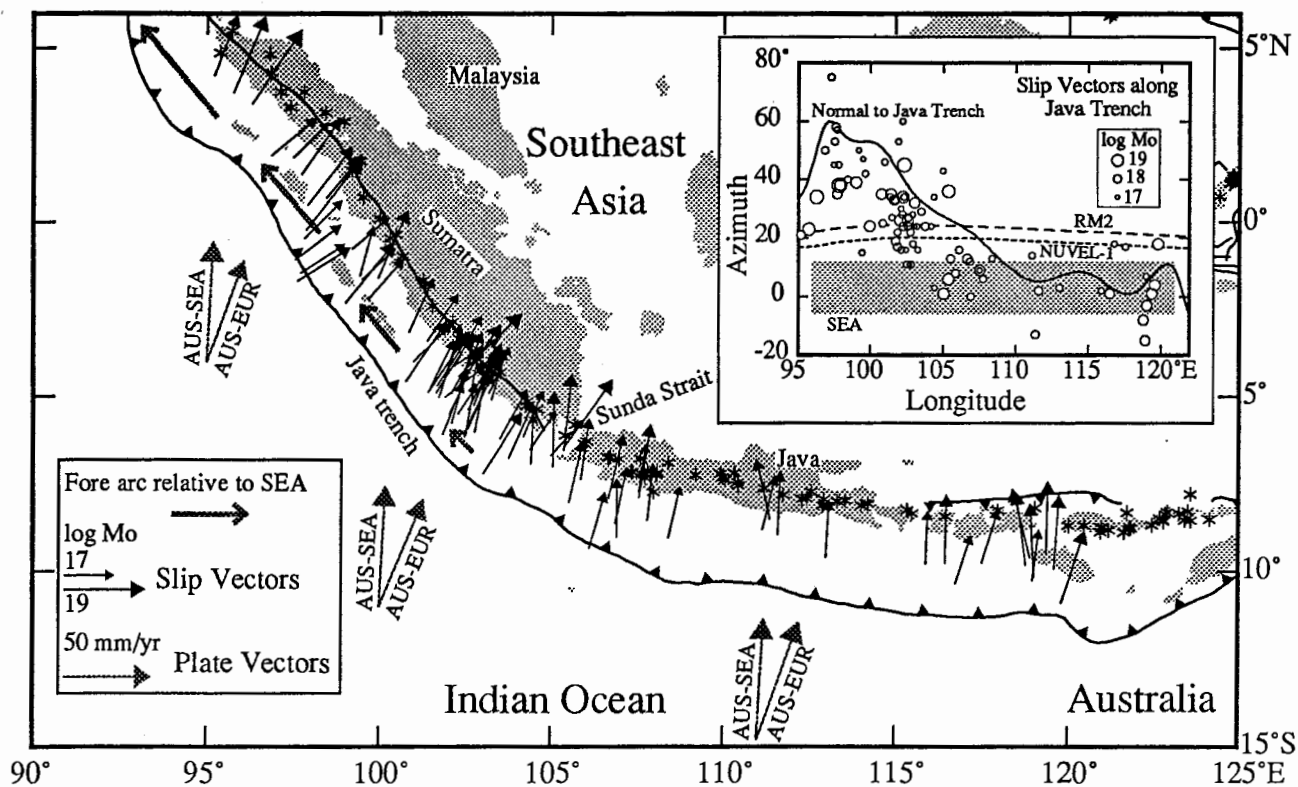 5°N
0°
5°
10°
15°S
90°
95°
100°
105°
110°
115°
120°
125°E
Malaysia
Southeast
Asia
Sumatra
Java trench
Sunda Strait
Java
Indian Ocean
Australia
AUS-SEA
AUS-EUR
AUS-SEA
AUS-EUR
AUS-SEA
AUS-EUR
Fore arc relative to SEA
log Mo
17
Slip Vectors
19
50 mm/yr
Plate Vectors
Slip Vectors along
Java Trench
Normal to Java Trench
log Mo
19
18
17
RM2
NUVEL-1
SEA
Azimuth
80°
60
40
20
0
-20
95
100
105
110
115
120°E
Longitude